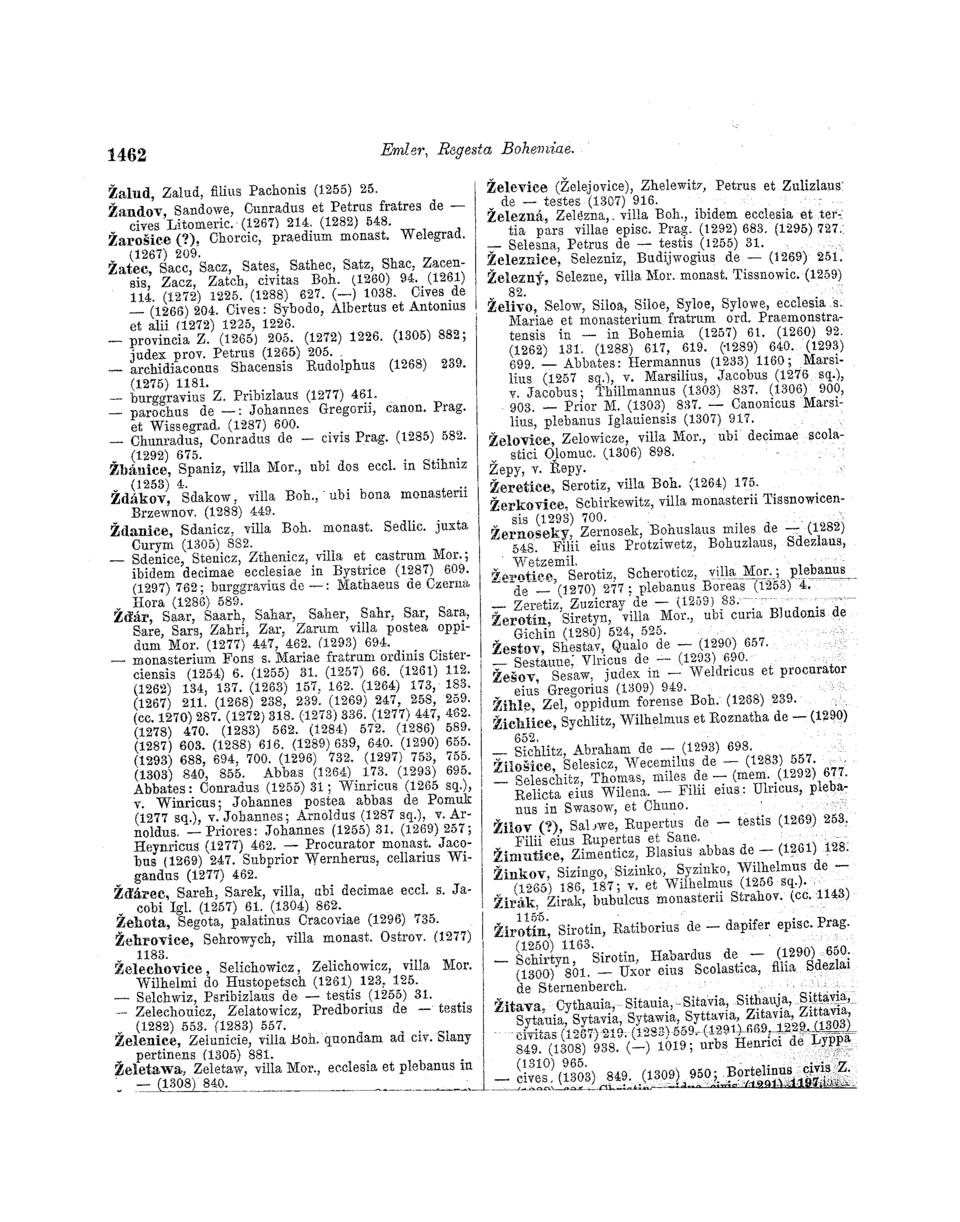 1462
Emler, Regesta Bohemiae.
Žalud, Zalud, filius Pachonis (1255) 25.
Žandov, Sandowe, Cunradus et Petrus fratres de —
cives Litomeric. (1267) 214. (1282) 548.
Žarošice (?), Chorcic, praedium monast. Welegrad.
(1267) 209.
Žatec, Sacc, Sacz, Sates, Sathec, Satz, Shac, Zacen-
sis, Zacz, Zatch, civitas Boh. (1260) 94. (1261)
114. (1272) 1225. (1288) 627. (—) 1038. Cives de
— (1266) 204. Cives: Sybodo, Albertus et Antonius
et alii (1272) 1225, 1226.
— provincia Z. (1265) 205. (1272) 1226. (1305) 882;
judex prov. Petrus (1265) 205.
— archidiaconus Shacensis Rudolphus (1268) 239.
(1275) 1181.
— burggravius Z. Pribizlaus (1277) 461.
— parochus de —: Johannes Gregorii, canon. Prag.
et Wissegrad. (1287) 600.
— Chunradus, Conradus de — civis Prag. (1285) 582.
(1292) 675.
Žbánice, Spaniz, villa Mor., ubi dos eccl. in Stihniz
(1253) 4.
Ždákov, Sdakow, villa Boh., ubi bona monasterii
Brzewnov. (1288) 449.
Ždanice, Sdanicz, villa Boh. monast. Sedlic. juxta
Curym (1305) 882.
— Sdenice, Stenicz, Zthenicz, villa et castrum Mor.;
ibidem decimae ecclesiae in Bystrice (1287) 609.
(1297) 762; burggravius de —: Mathaeus de Czerna
Hora (1286) 589.
Žďár, Saar, Saarh, Sahar, Saher, Sahr, Sar, Sara,
Sare, Sars, Zahri, Zar, Zarum villa postea oppi-
dum Mor. (1277) 447, 462. (1293) 694.
— monasterium Fons s. Mariae fratrum ordinis Cister-
ciensis (1254) 6. (1255) 31. (1257) 66. (1261) 112.
(1262) 134, 137. (1263) 157, 162. (1264) 173, 183.
(1267) 211. (1268) 238, 239. (1269) 247, 258, 259.
(cc. 1270) 287. (1272) 318. (1273) 336. (1277) 447, 462.
(1278) 470. (1283) 562. (1284) 572. (1286) 589.
(1287) 603. (1288) 616. (1289) 639, 640. (1290) 655.
(1293) 688, 694, 700. (1296) 732. (1297) 753, 755.
(1303) 840, 855. Abbas (1264) 173. (1293) 695.
Abbates: Conradus (1255) 31; Winricus (1265 sq.),
v. Winricus; Johannes postea abbas de Pomuk
(1277 sq.), v. Johannes; Arnoldus (1287 sq.), v. Ar-
noldus. — Priores: Johannes (1255) 31. (1269) 257;
Heynricus (1277) 462. — Procurator monast. Jaco-
bus (1269) 247. Subprior Wernherus, cellarius Wi-
gandus (1277) 462.
Žďárec, Sareh, Sarek, villa, ubi decimae eccl. s. Ja-
cobi Igl. (1257) 61. (1304) 862.
Žehota, Segota, palatinus Cracoviae (1296) 735.
Žehrovice, Sehrowych, villa monast. Ostrov. (1277)
1183.
Želechovice, Selichowicz, Zelichowicz, villa Mor.
Wilhelmi do Hustopetsch (1261) 123, 125.
— Selchwiz, Psribizlaus de — testis (1255) 31.
— Zelechouicz, Zelatowicz, Predborius de — testis
(1282) 553. (1283) 557.
Želenice, Zelunicie, villa Boh. quondam ad civ. Slany
pertinens (1305) 881.
Želetawa, Zeletaw, villa Mor., ecclesia et plebanus in
— (1308) 840.
Želevice (Želejovice), Zhelewitz, Petrus et Zulizlaus
de — testes (1307) 916.
Železná, Zelezna, villa Boh., ibidem ecclesia et ter-
tia pars villae episc. Prag. (1292) 683. (1295) 727.
— Selesna, Petrus de — testis (1255) 31.
Železnice, Selezniz, Budijwogius de — (1269) 251.
Železný, Selezne, villa Mor. monast. Tissnowic. (1259)
82.
Želivo, Selow, Siloa, Siloe, Syloe, Sylowe, ecclesia s.
Mariae et monasterium fratrum ord. Praemonstra-
tensis in — in Bohemia (1257) 61. (1260) 92.
(1262) 131. (1288) 617, 619. (1289) 640. (1293)
699. — Abbates: Hermannus (1233) 1160; Marsi-
lius (1257 sq.), v. Marsilius, Jacobus (1276 sq.),
v. Jacobus; Thillmannus (1303) 837. (1306) 900,
903. — Prior M. (1303) 837. — Canonicus Marsi-
lius, plebanus Iglauiensis (1307) 917.
Želovice, Zelowicze, villa Mor., ubi decimae scola-
stici Olomuc. (1306) 898.
Žepy, v. Řepy.
Žeretice, Serotiz, villa Boh. (1264) 175.
Žerkovice, Schirkewitz, villa monasterii Tissnowicen-
sis (1293) 700.
Žernoseky, Zernosek, Bohuslaus miles de — (1282)
548. Filii eius Protziwetz, Bohuzlaus, Sdezlaus,
Wetzemil.
Žerotice, Serotiz, Scheroticz, villa Mor.; plebanus
de — (1270) 277; plebanus Boreas (1253) 4.
— Zeretiz, Zuzicray de — (1259) 83.
Žerotín, Siretyn, villa Mor., ubi curia Bludonis de
Gichin (1280) 524, 525.
Žestov, Shestav, Qualo de — (1290) 657.
— Sestaune, Vlricus de — (1293) 690.
Žešov, Sesaw, judex in — Weldricus et procurator
eius Gregorius (1309) 949.
Žihle, Zel, oppidum forense Boh. (1268) 239.
Žichlice, Sychlitz, Wilhelmus et Roznatha de — (1290)
652.
— Sichlitz, Abraham de — (1293) 698.
Žilošice, Selesicz, Wecemilus de — (1283) 557.
— Seleschitz, Thomas, miles de — (mem. (1292) 677.
Relicta eius Wilena. — Filii eius: Ulricus, pleba-
nus in Swasow, et Chuno.
Žilov (?), Salowe, Rupertus de — testis (1269) 253.
Filii eius Rupertus et Sane.
Žimutice, Zimenticz, Blasius abbas de — (1261) 128.
Žinkov, Sizingo, Sizinko, Syzinko, Wilhelmus de —
(1265) 186, 187; v. et Wilhelmus (1256 sq.).
Žirák, Zirak, bubulcus monasterii Strahov. (cc. 1143)
1155.
Žirotín, Sirotin, Ratiborius de — dapifer episc. Prag.
(1250) 1163.
— Schirtyn, Sirotin, Habardus de — (1290) 650.
(1300) 801. — Uxor eius Scolastica, filia Sdezlai
de Sternenberch.
Žitava, Cythauia, Sitauia, Sitavia, Sithauja, Sittavia,
Sytauia, Sytavia, Sytawia, Syttavia, Zitavia, Zittavia,
civitas (1267) 219. (1283) 559. (1291) 669, 1229. (1303)
849. (1308) 938. (—) 1019; urbs Henrici de Lyppa
(1310) 965.
— cives (1303) 849. (1309) 950; Bortelinus civis Z.
(1291) 1197